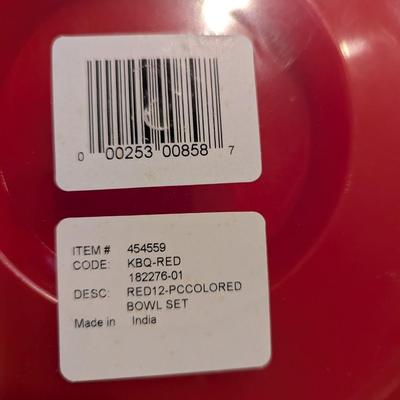 0 00253 00858 7
ITEM # 454559
CODE: KBQ-RED
182276-01
DESC: RED12-PCCOLORED
BOWL SET
Made in India